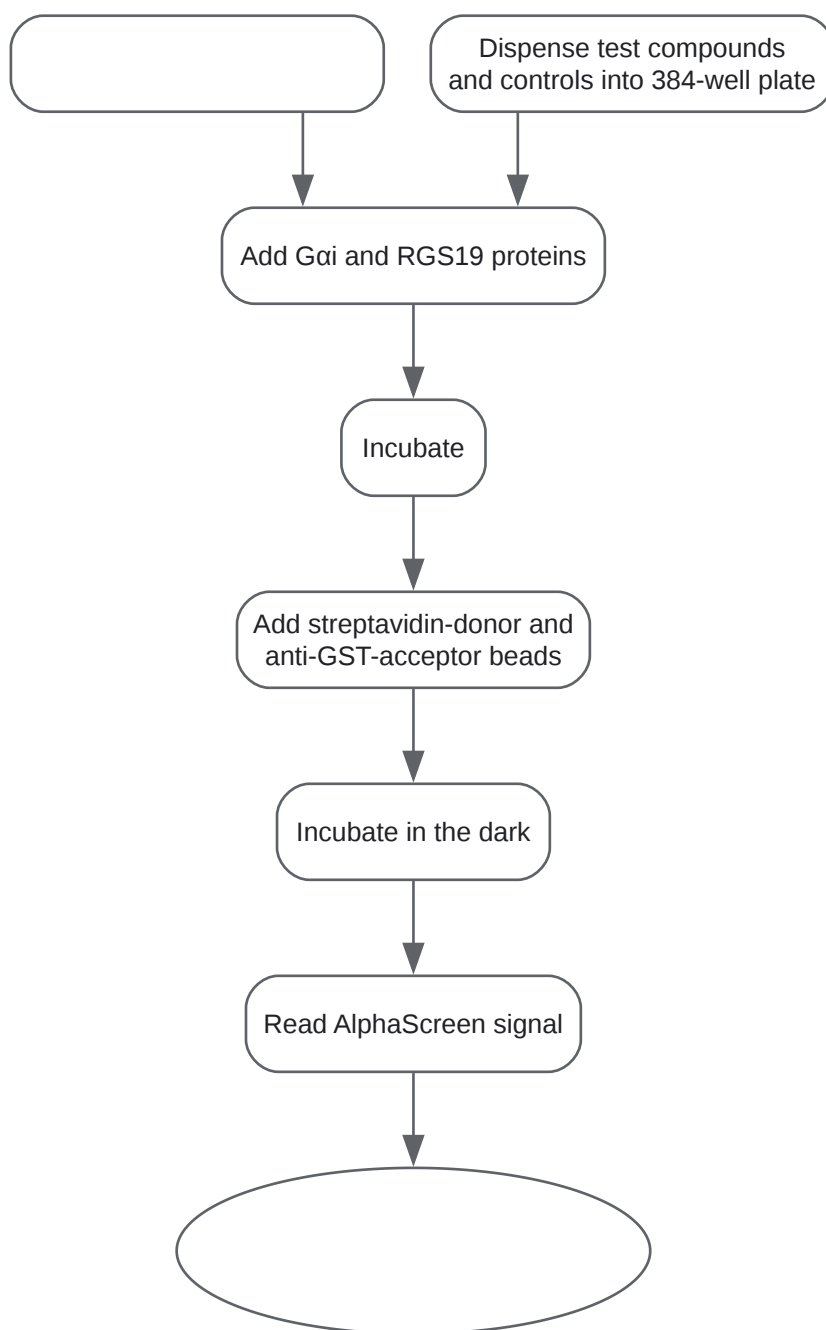 Dispense test compounds
and controls into 384-well plate
Add Gαi and RGS19 proteins
Incubate
Add streptavidin-donor and
anti-GST-acceptor beads
Incubate in the dark
Read AlphaScreen signal